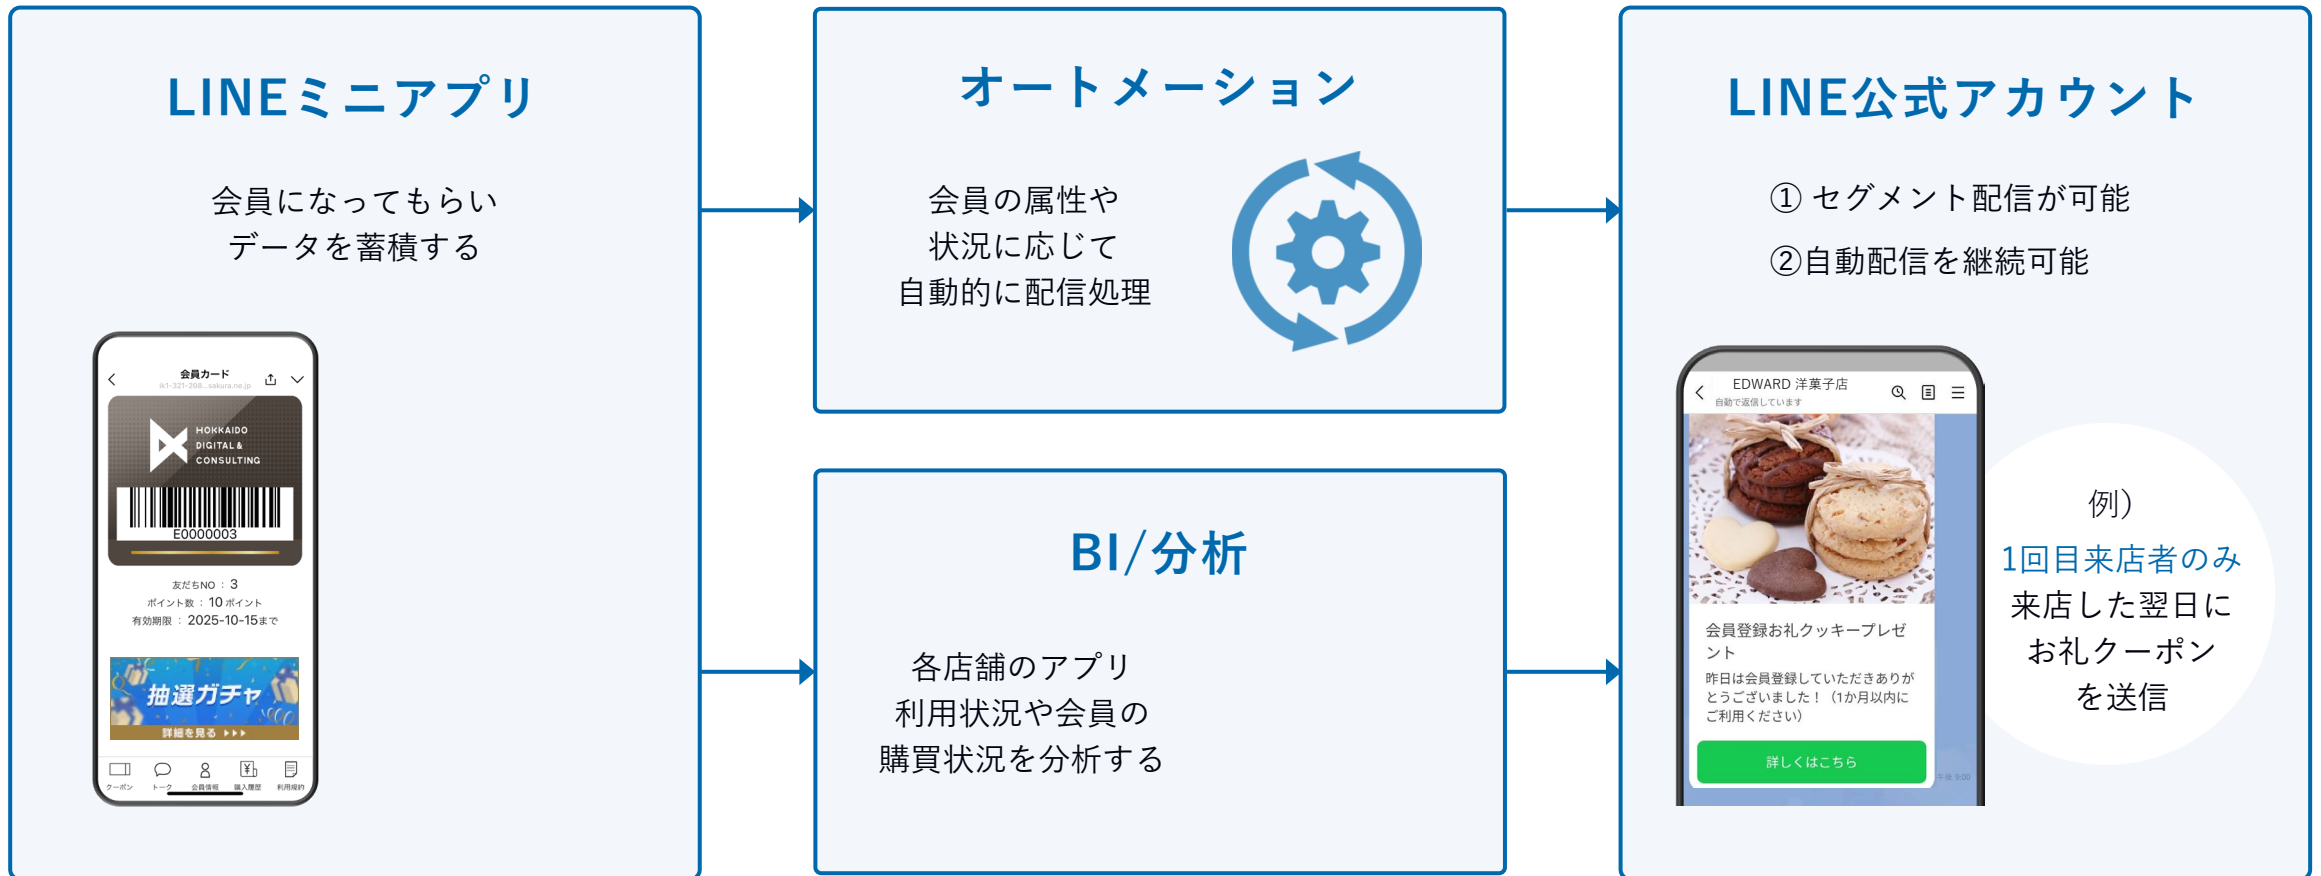 LINEミニアプリ
会員になってもらい
データを蓄積する
会員カード
HOKKAIDO
DIGITAL &
CONSULTING
E0000003
友だちNO : 3
ポイント数 : 10 ポイント
有効期限 : 2025-10-15まで
抽選ガチャ
詳細を見る ▸▸▸
クーポン トーク 会員情報 購入履歴 利用規約
オートメーション
会員の属性や
状況に応じて
自動的に配信処理
BI/分析
各店舗のアプリ
利用状況や会員の
購買状況を分析する
LINE公式アカウント
① セグメント配信が可能
②自動配信を継続可能
EDWARD 洋菓子店
自動で返信しています
会員登録お礼クッキープレゼ
ント
昨日は会員登録していただきありが
とうございました！（1か月以内に
ご利用ください）
詳しくはこちら
午後 9:00
例）
1回目来店者のみ
来店した翌日に
お礼クーポン
を送信